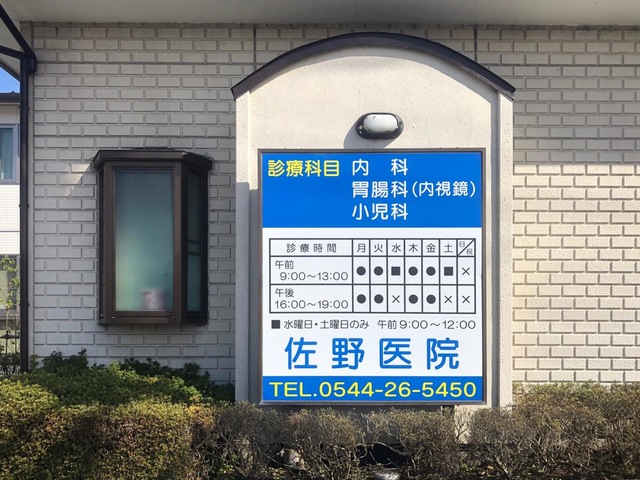 診療科目 内 科
胃腸科(内視鏡)
小児科
診療時間 月 火 水 木 金 土 日/祝
午前
9:00〜13:00 ● ● ■ ● ● ■ ×
午後
16:00〜19:00 ● ● × ● ● × ×
■ 水曜日・土曜日のみ 午前9:00〜12:00
佐野医院
TEL.0544-26-5450